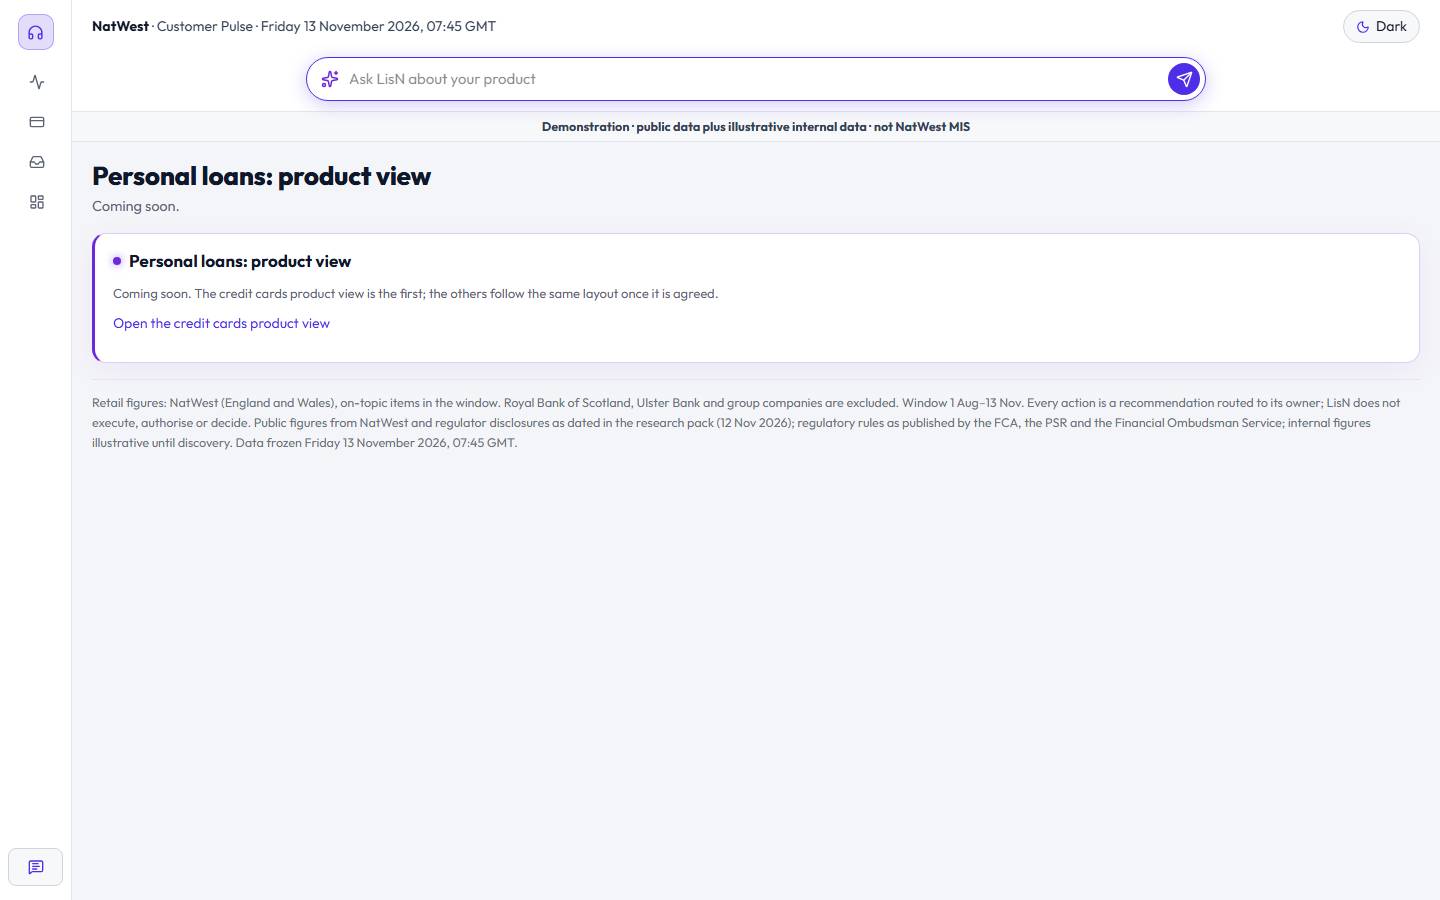 NatWest · Customer Pulse · Friday 13 November 2026, 07:45 GMT
Dark
Ask LisN about your product
Demonstration · public data plus illustrative internal data · not NatWest MIS
Personal loans: product view
Coming soon.
Personal loans: product view
Coming soon. The credit cards product view is the first; the others follow the same layout once it is agreed.
Open the credit cards product view
Retail figures: NatWest (England and Wales), on-topic items in the window. Royal Bank of Scotland, Ulster Bank and group companies are excluded. Window 1 Aug–13 Nov. Every action is a recommendation routed to its owner; LisN does not
execute, authorise or decide. Public figures from NatWest and regulator disclosures as dated in the research pack (12 Nov 2026); regulatory rules as published by the FCA, the PSR and the Financial Ombudsman Service; internal figures
illustrative until discovery. Data frozen Friday 13 November 2026, 07:45 GMT.